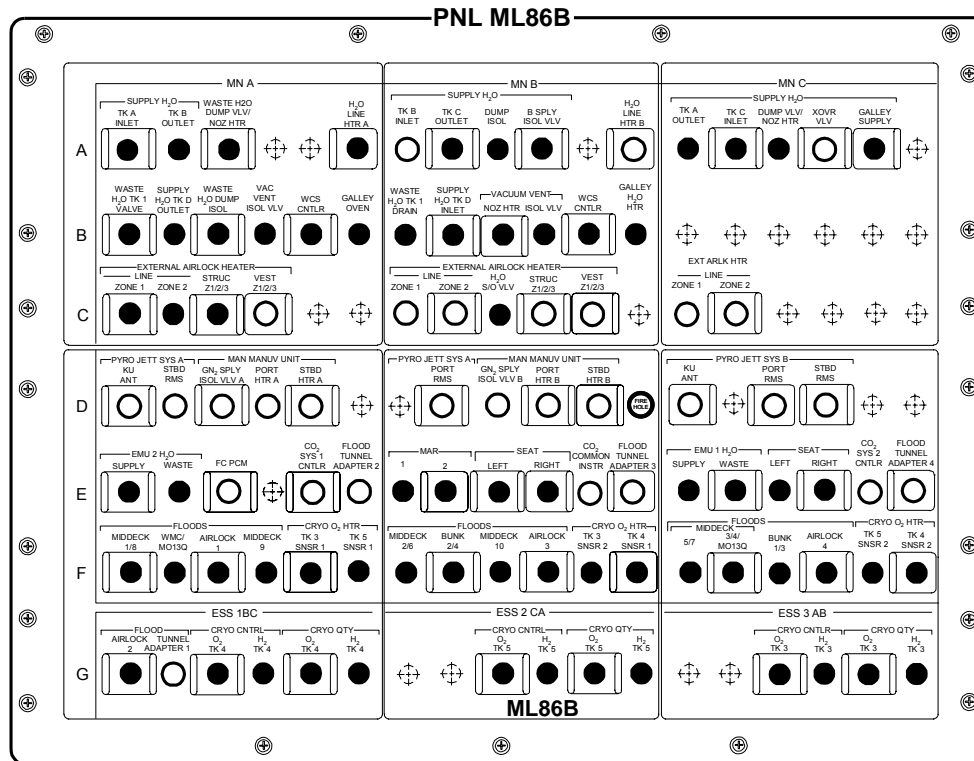 PNL ML86B
MN A
MN B
MN C
SUPPLY H2O
WASTE H2O
DUMP VLV/
NOZ HTR
TK A
INLET
TK B
OUTLET
H2O
LINE
HTR A
SUPPLY H2O
TK B
INLET
TK C
OUTLET
DUMP
ISOL
B SPLY
ISOL VLV
H2O
LINE
HTR B
SUPPLY H2O
TK A
OUTLET
TK C
INLET
DUMP VLV/
NOZ HTR
XOVR
VLV
GALLEY
SUPPLY
A
WASTE
H2O TK 1
VALVE
SUPPLY
H2O TK D
OUTLET
WASTE
H2O DUMP
ISOL
VAC
VENT
ISOL VLV
WCS
CNTLR
GALLEY
OVEN
WASTE
H2O TK 1
DRAIN
SUPPLY
H2O TK D
INLET
VACUUM VENT
NOZ HTR
ISOL VLV
WCS
CNTLR
GALLEY
H2O
HTR
B
EXTERNAL AIRLOCK HEATER
LINE
ZONE 1
ZONE 2
STRUC
Z1/2/3
VEST
Z1/2/3
EXTERNAL AIRLOCK HEATER
LINE
ZONE 1
ZONE 2
H2O
S/O VLV
STRUC
Z1/2/3
VEST
Z1/2/3
EXT ARLK HTR
LINE
ZONE 1
ZONE 2
C
PYRO JETT SYS A
KU
ANT
STBD
RMS
MAN MANUV UNIT
GN2 SPLY
ISOL VLV A
PORT
HTR A
STBD
HTR A
PYRO JETT SYS A
PORT
RMS
MAN MANUV UNIT
GN2 SPLY
ISOL VLV B
PORT
HTR B
STBD
HTR B
FIRE
HOLE
PYRO JETT SYS B
KU
ANT
PORT
RMS
STBD
RMS
D
EMU 2 H2O
SUPPLY
WASTE
FC PCM
CO2
SYS 1
CNTLR
FLOOD
TUNNEL
ADAPTER 2
MAR
1
2
SEAT
LEFT
RIGHT
CO2
COMMON
INSTR
FLOOD
TUNNEL
ADAPTER 3
EMU 1 H2O
SUPPLY
WASTE
SEAT
LEFT
RIGHT
CO2
SYS 2
CNTLR
FLOOD
TUNNEL
ADAPTER 4
E
FLOODS
MIDDECK
1/8
WMC/
MO13Q
AIRLOCK
1
MIDDECK
9
CRYO O2 HTR
TK 3
SNSR 1
TK 5
SNSR 1
FLOODS
MIDDECK
2/6
BUNK
2/4
MIDDECK
10
AIRLOCK
3
CRYO O2 HTR
TK 3
SNSR 2
TK 4
SNSR 1
FLOODS
MIDDECK
5/7
3/4/
MO13Q
BUNK
1/3
AIRLOCK
4
CRYO O2 HTR
TK 5
SNSR 2
TK 4
SNSR 2
F
ESS 1BC
ESS 2 CA
ESS 3 AB
FLOOD
AIRLOCK
2
TUNNEL
ADAPTER 1
CRYO CNTRL
O2
TK 4
H2
TK 4
CRYO QTY
O2
TK 4
H2
TK 4
CRYO CNTRL
O2
TK 5
H2
TK 5
CRYO QTY
O2
TK 5
H2
TK 5
CRYO CNTLR
O2
TK 3
H2
TK 3
CRYO QTY
O2
TK 3
H2
TK 3
G
ML86B